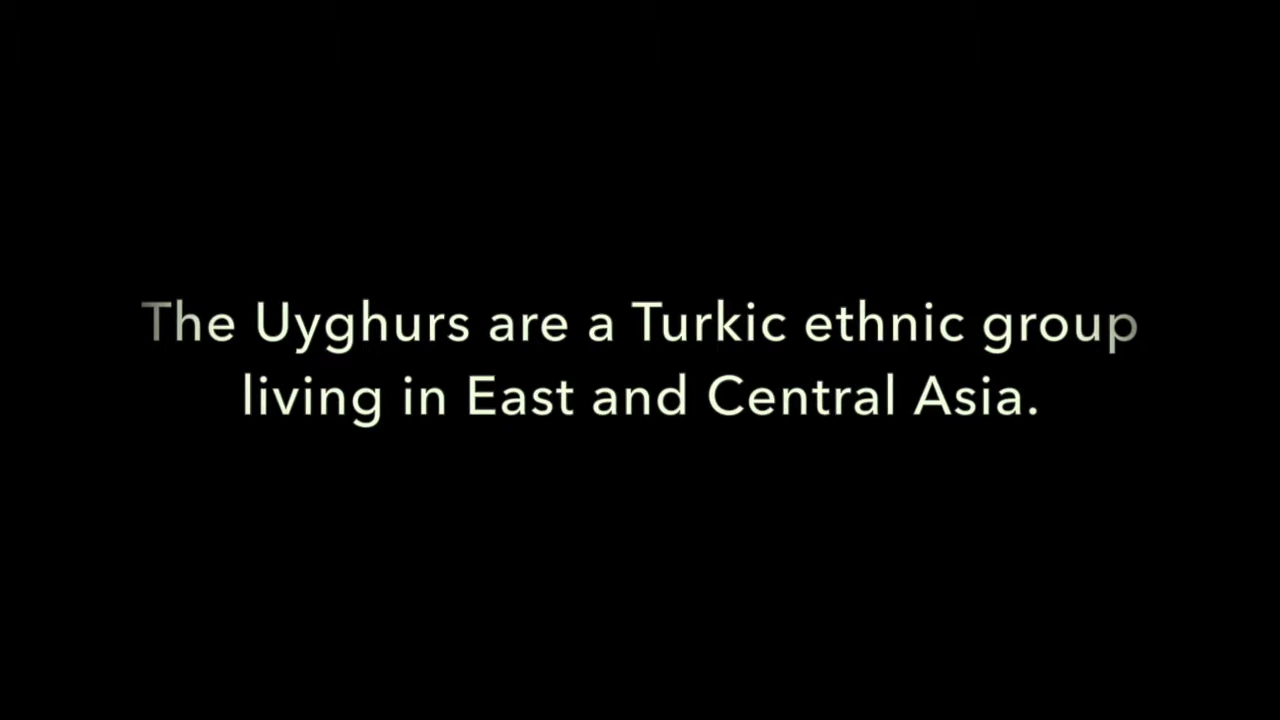 The Uyghurs are a Turkic ethnic group
living in East and Central Asia.